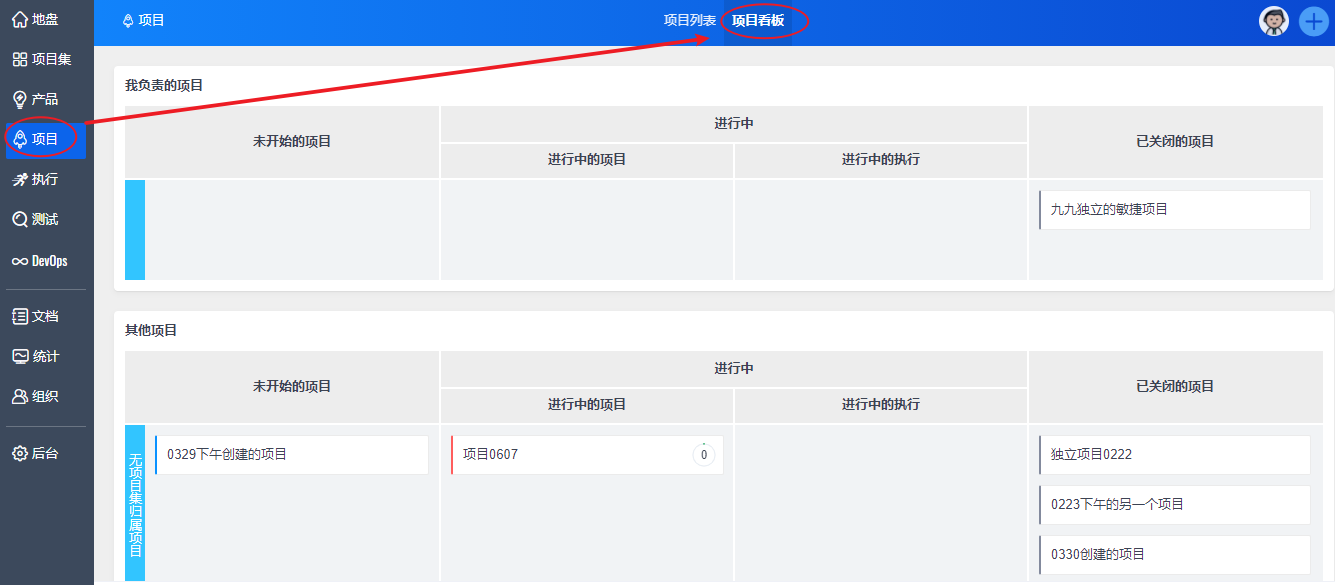 地盘
项目集
产品
项目
执行
测试
DevOps
文档
统计
组织
后台
项目
项目列表
项目看板
我负责的项目
未开始的项目
进行中
进行中的项目
进行中的执行
已关闭的项目
九九独立的敏捷项目
其他项目
未开始的项目
进行中
进行中的项目
进行中的执行
已关闭的项目
无项目集归属项目
0329下午创建的项目
项目0607
0
独立项目0222
0223下午的另一个项目
0330创建的项目